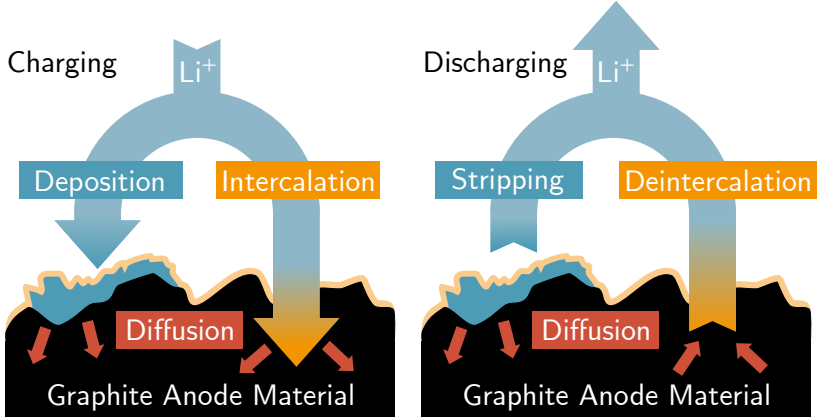 Charging
Li⁺
Deposition
Intercalation
Diffusion
Graphite Anode Material
Discharging
Li⁺
Stripping
Deintercalation
Diffusion
Graphite Anode Material